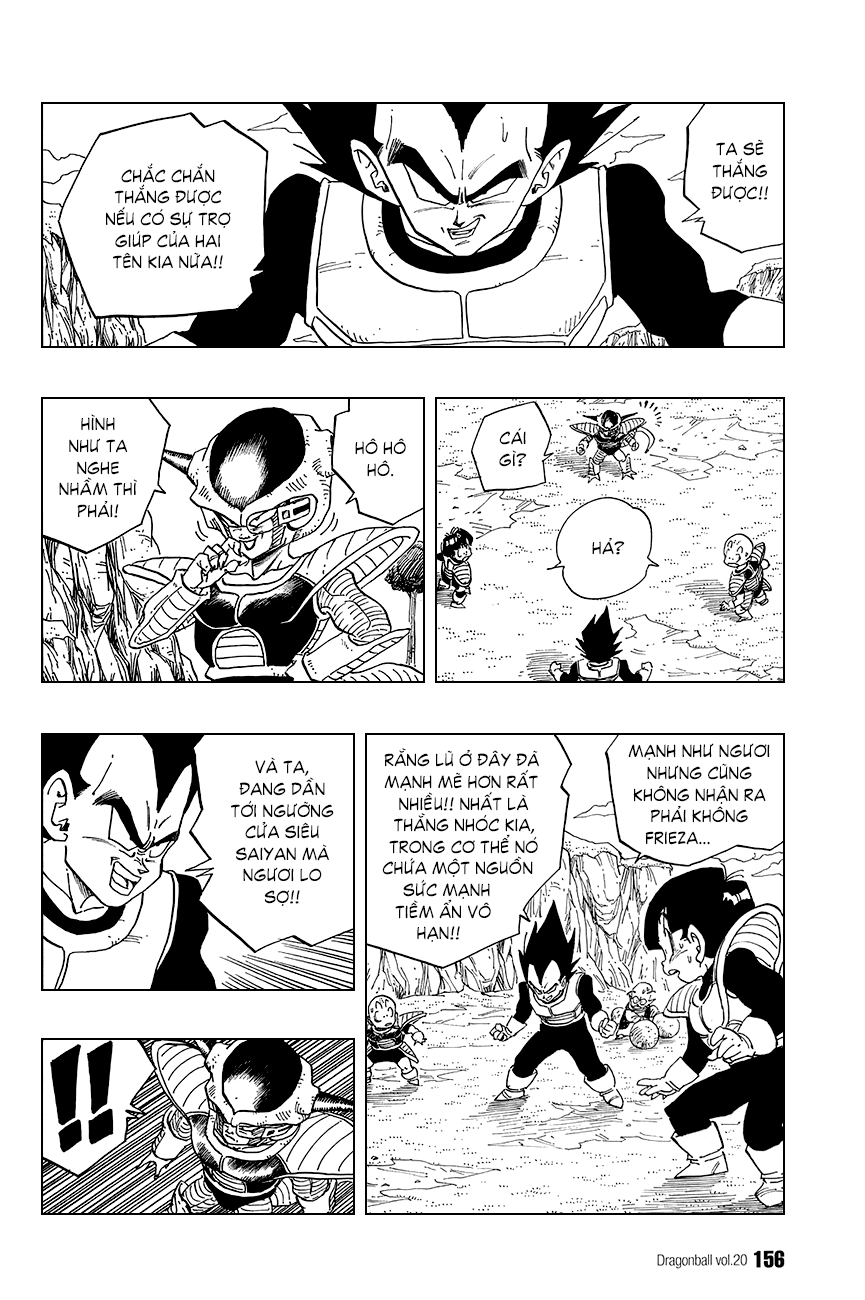 TA SẼ
THẮNG
ĐƯỢC!!
CHẮC CHẮN
THẮNG ĐƯỢC
NẾU CÓ SỰ TRỢ
GIÚP CỦA HAI
TÊN KIA NỮA!!
CÁI
GÌ?
HẢ?
HÔ HÔ
HÔ.
HÌNH
NHƯ TA
NGHE
NHẦM THÌ
PHẢI!
MẠNH NHƯ NGƯƠI
NHƯNG CŨNG
KHÔNG NHẬN RA
PHẢI KHÔNG
FRIEZA...
RẰNG LŨ Ở ĐÂY ĐÃ
MẠNH MẼ HƠN RẤT
NHIỀU!! NHẤT LÀ
THẰNG NHÓC KIA,
TRONG CƠ THỂ NÓ
CHỨA MỘT NGUỒN
SỨC MẠNH
TIỀM ẨN VÔ
HẠN!!
VÀ TA,
ĐANG DẦN
TỚI NGƯỠNG
CỬA SIÊU
SAIYAN MÀ
NGƯƠI LO
SỢ!!
!!
Dragonball vol.20 156